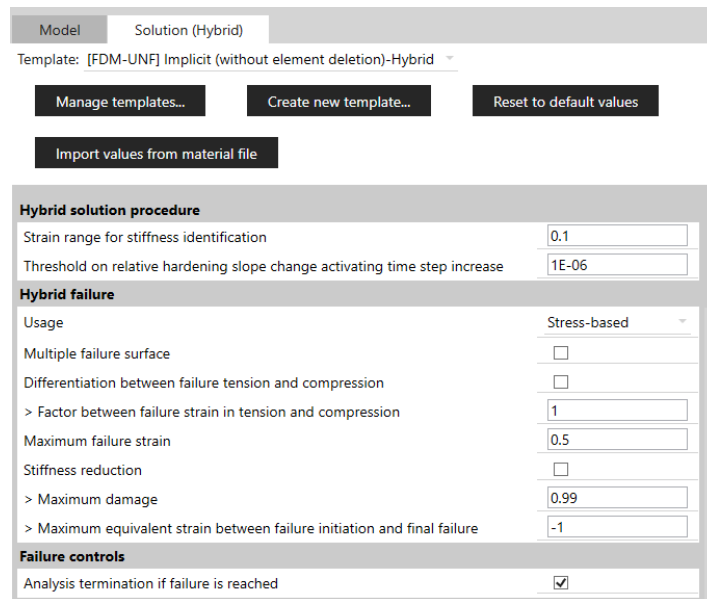 Model
Solution (Hybrid)
Template: [FDM-UNF] Implicit (without element deletion)-Hybrid
Manage templates...
Create new template...
Reset to default values
Import values from material file
Hybrid solution procedure
Strain range for stiffness identification 0.1
Threshold on relative hardening slope change activating time step increase 1E-06
Hybrid failure
Usage Stress-based
Multiple failure surface
Differentiation between failure tension and compression
> Factor between failure strain in tension and compression 1
Maximum failure strain 0.5
Stiffness reduction
> Maximum damage 0.99
> Maximum equivalent strain between failure initiation and final failure -1
Failure controls
Analysis termination if failure is reached